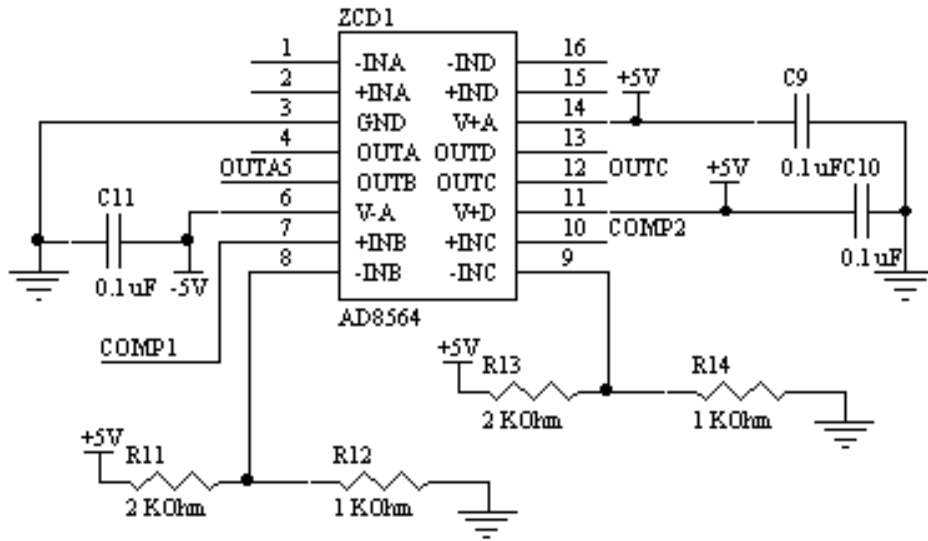 ZCD1
1 -INA -IND 16
2 +INA +IND 15
3 GND V+A 14
4 OUTA OUTD 13
OUTA5 OUTB OUTC 12 OUTC
6 V-A V+D 11
7 +INB +INC 10 COMP2
8 -INB -INC 9
AD8564
+5V
C9
0.1uF
+5V
C10
0.1uF
C11
0.1uF
-5V
COMP1
+5V
R13
2 KOhm
R14
1 KOhm
+5V
R11
2 KOhm
R12
1 KOhm